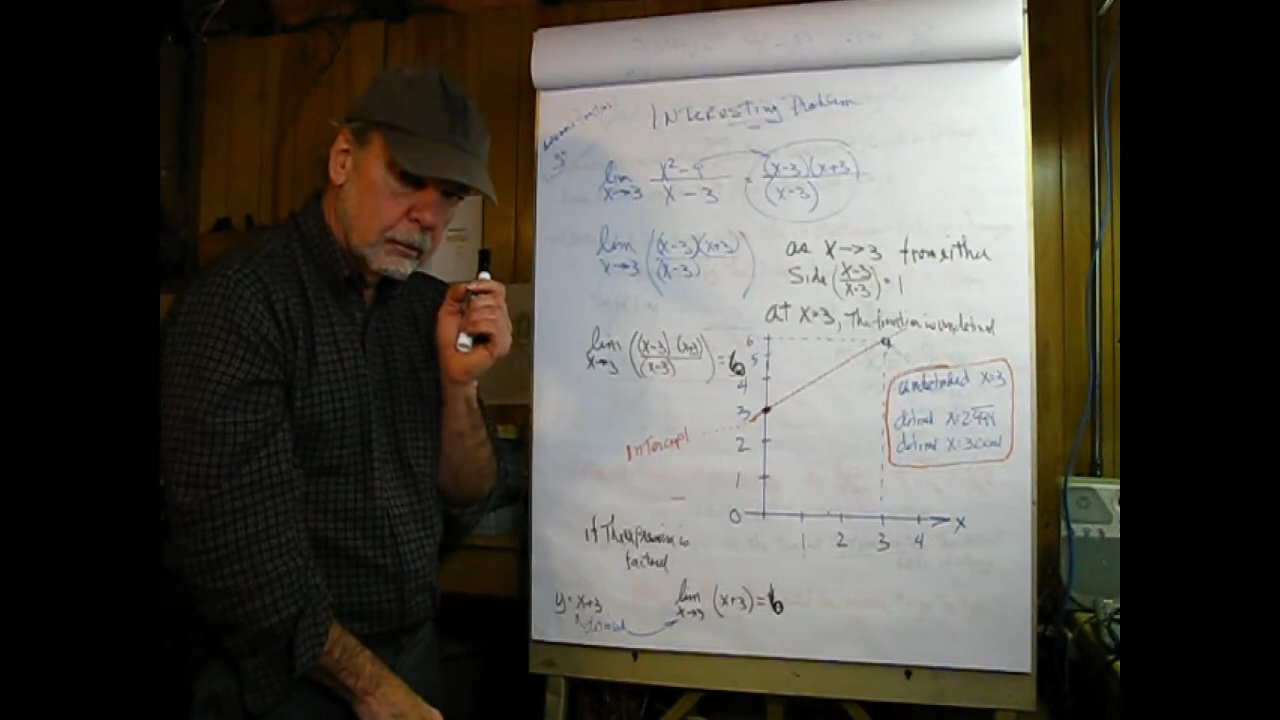 Interesting Problem
lim x→3 x²-9 / x-3 = (x-3)(x+3) / (x-3)
lim x→3 ((x-3)(x+3) / (x-3))
as x→3 from either
side (x-3 / x-3) = 1
at x=3, The function is undefined
lim x→3 ((x-3)(x+3) / (x-3)) = 6
6
5
4
3
2
1
0
1 2 3 4 x
Intercept
undefined x=3
defined x=2.999
defined x=3.0001
if The expression is
factored
y=x+3
lim x→3 (x+3)=6